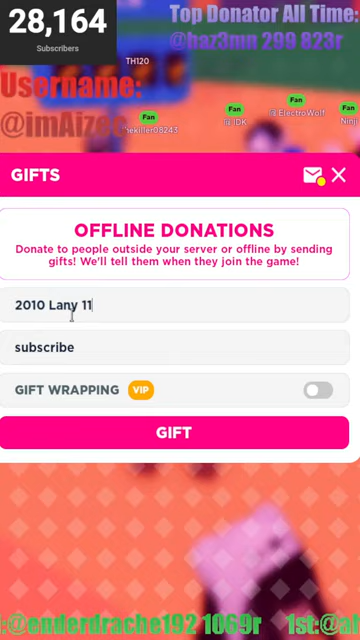 28,164
Subscribers
Top Donator All Time:
@haz3mn 299 823r
TH120
Username:
@imAizee
Fan
Fan
Fan
Fan
@JDK
@ElectroWolf
Ninj
nekiller08243
GIFTS
OFFLINE DONATIONS
Donate to people outside your server or offline by sending
gifts! We'll tell them when they join the game!
2010 Lany 11
subscribe
GIFT WRAPPING VIP
GIFT
:@enderdrache192 1069r 1st:@al